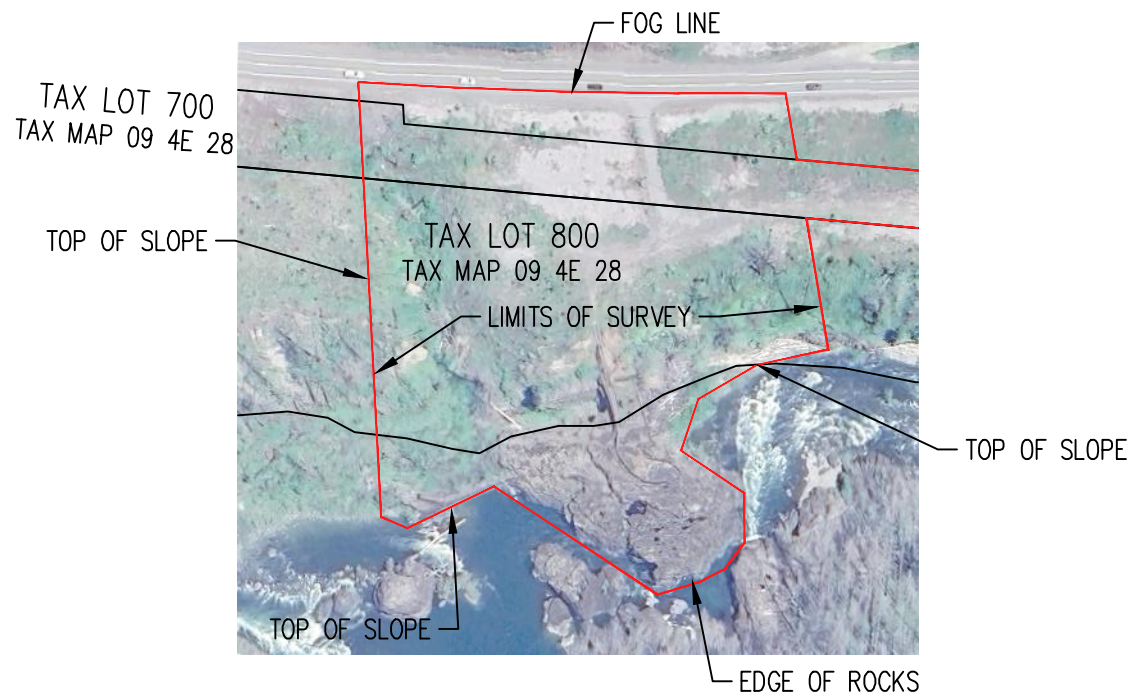 FOG LINE
TAX LOT 700
TAX MAP 09 4E 28
TOP OF SLOPE
TAX LOT 800
TAX MAP 09 4E 28
LIMITS OF SURVEY
TOP OF SLOPE
TOP OF SLOPE
EDGE OF ROCKS